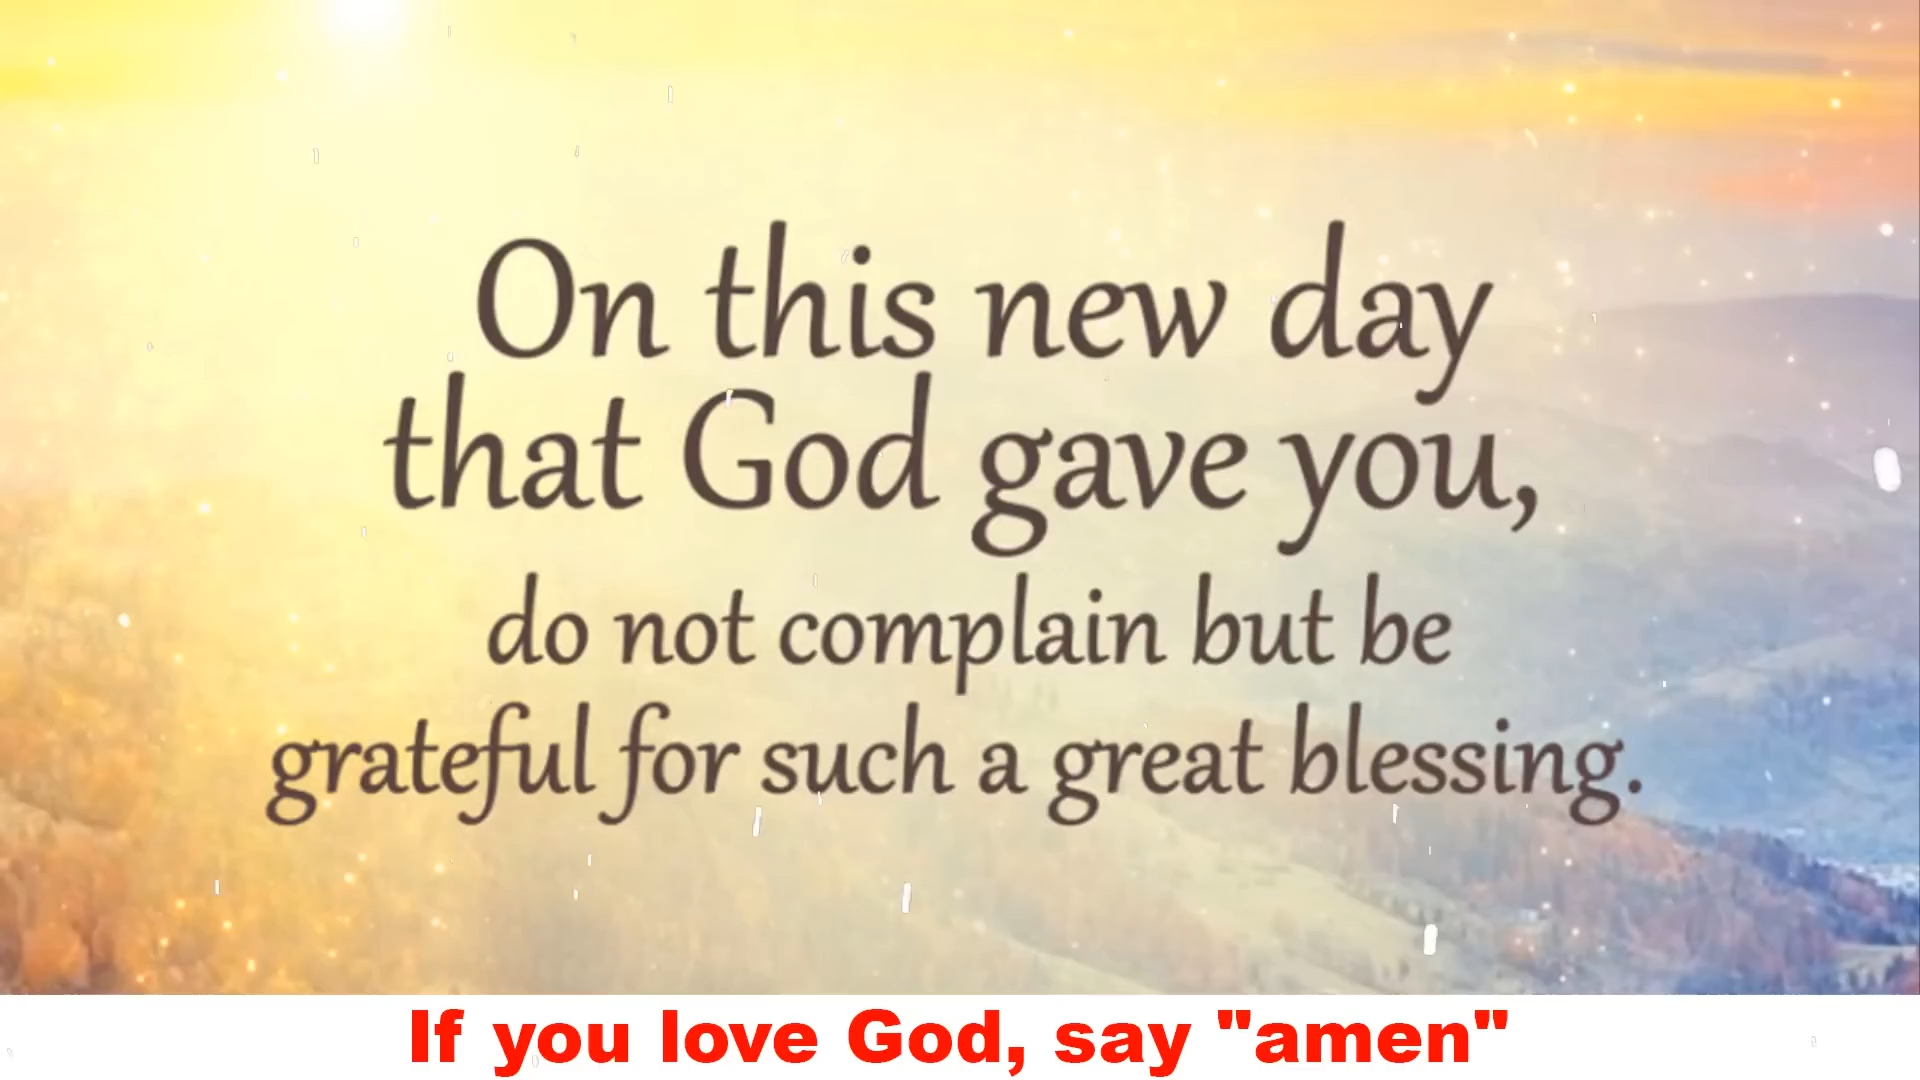 On this new day
that God gave you,
do not complain but be
grateful for such a great blessing.
If you love God, say "amen"